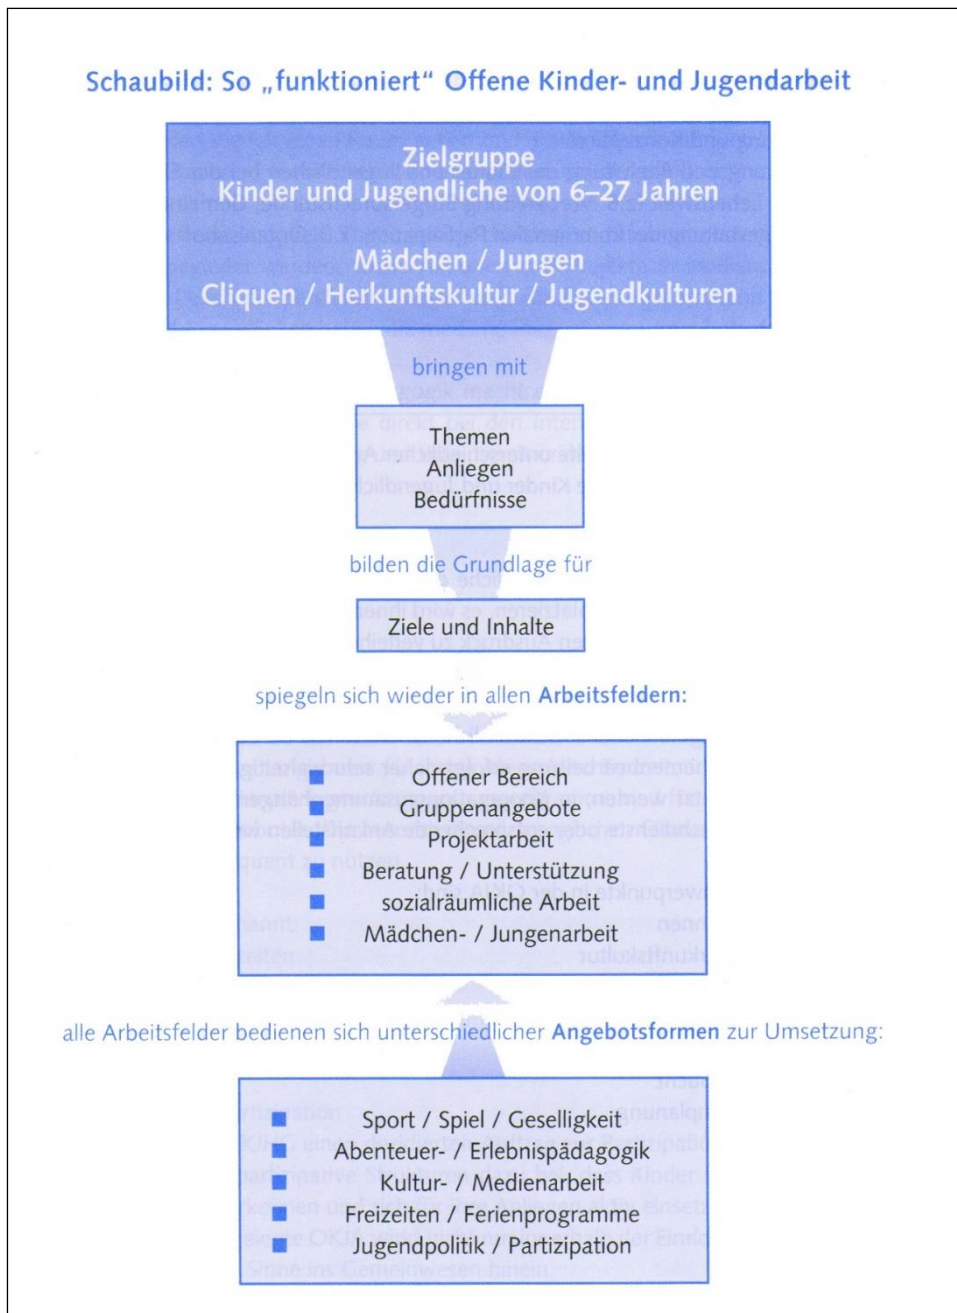 Schaubild: So „funktioniert“ Offene Kinder- und Jugendarbeit
Zielgruppe
Kinder und Jugendliche von 6–27 Jahren
Mädchen / Jungen
Cliquen / Herkunftskultur / Jugendkulturen
bringen mit
Themen
Anliegen
Bedürfnisse
bilden die Grundlage für
Ziele und Inhalte
spiegeln sich wieder in allen Arbeitsfeldern:
Offener Bereich
Gruppenangebote
Projektarbeit
Beratung / Unterstützung
sozialräumliche Arbeit
Mädchen- / Jungenarbeit
alle Arbeitsfelder bedienen sich unterschiedlicher Angebotsformen zur Umsetzung:
Sport / Spiel / Geselligkeit
Abenteuer- / Erlebnispädagogik
Kultur- / Medienarbeit
Freizeiten / Ferienprogramme
Jugendpolitik / Partizipation